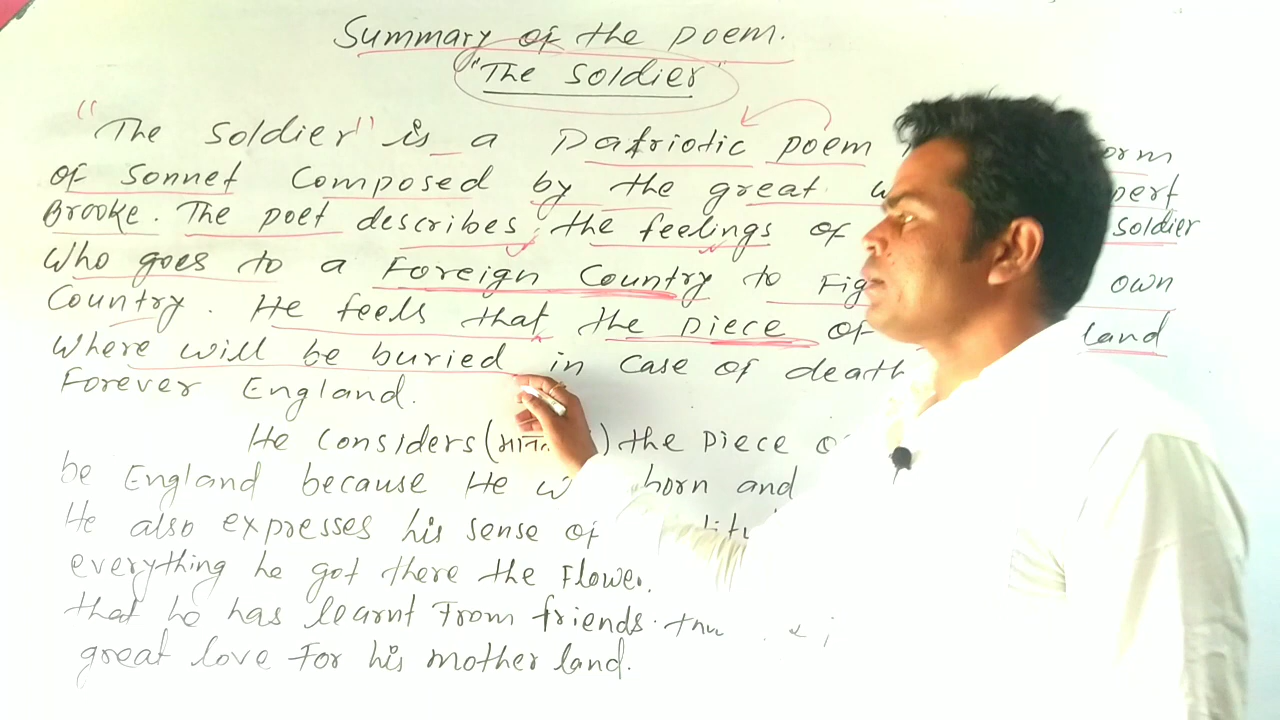 Summary of the poem.
"The Soldier"
"The soldier" is a Patriotic poem
of Sonnet Composed by the great
Brooke. The poet describes, the feelings of soldier
Who goes to a Foreign Country to own
Country. He feels that the piece of land
Where will be buried in case of death
Forever England.
He Considers ( ) the piece
be England because He born and
He also expresses his sense of
everything he got there the
that he has learnt From friends.
great love For his mother land.